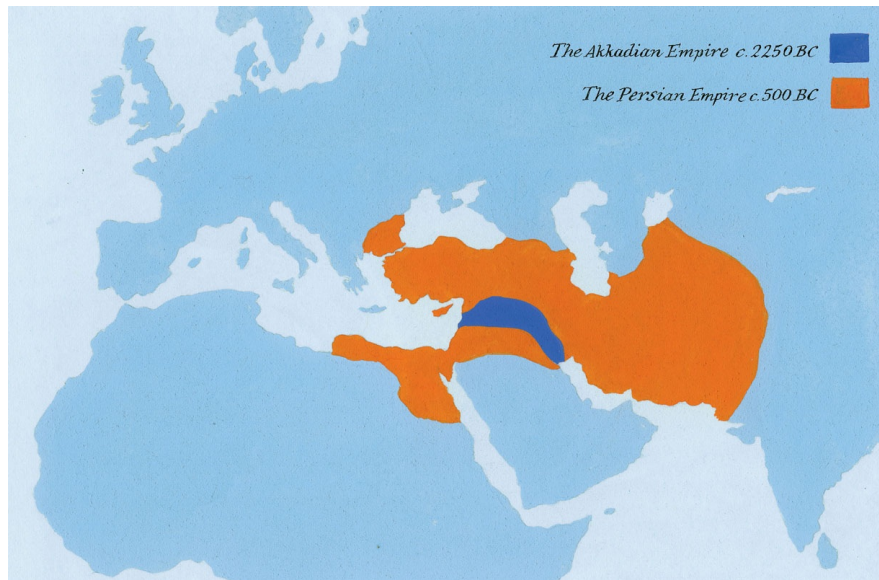 The Akkadian Empire c.2250 BC
The Persian Empire c.500 BC